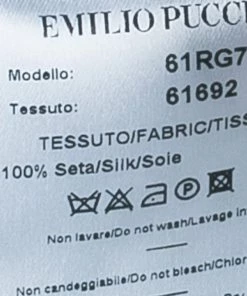 EMILIO PUCCI
Modello: 61RG7
Tessuto: 61692
TESSUTO/FABRIC/TISS
100% Seta/Silk/Soie
P
Non lavare/Do not wash/Lavage in
Non candeggiabile/Do not bleach/Chlor